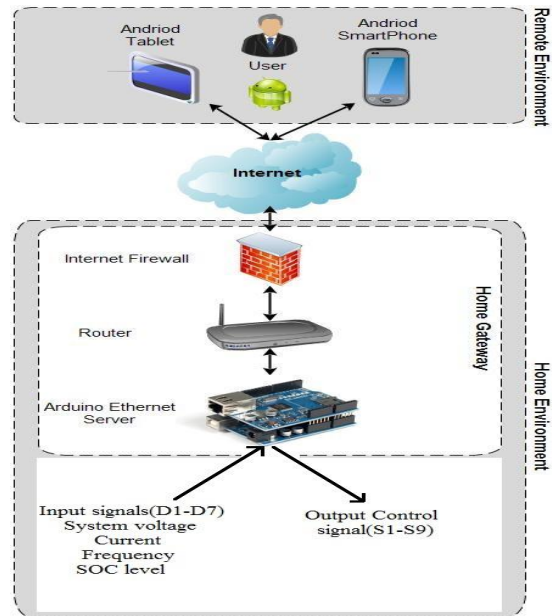 Andriod
Tablet
User
Andriod
SmartPhone
Remote Environment
Internet
Internet Firewall
Router
Arduino Ethernet
Server
Home Gateway
Home Environment
Input signals(D1-D7)
System voltage
Current
Frequency
SOC level
Output Control
signal(S1-S9)